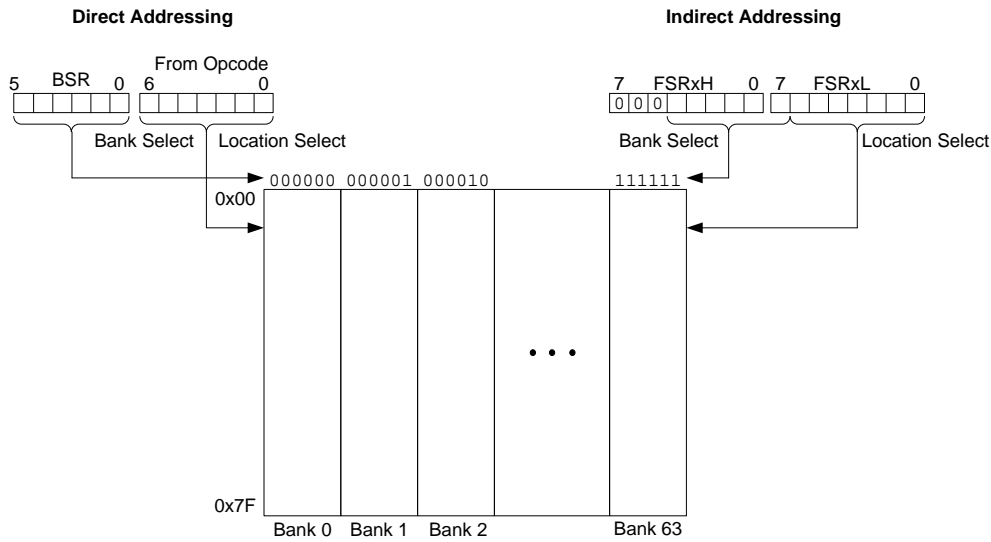 Direct Addressing
Indirect Addressing
From Opcode
5 BSR 0 6 0
7 FSRxH 0 7 FSRxL 0
0 0 0
Bank Select Location Select
Bank Select Location Select
000000 000001 000010 111111
0x00
...
0x7F
Bank 0 Bank 1 Bank 2 Bank 63